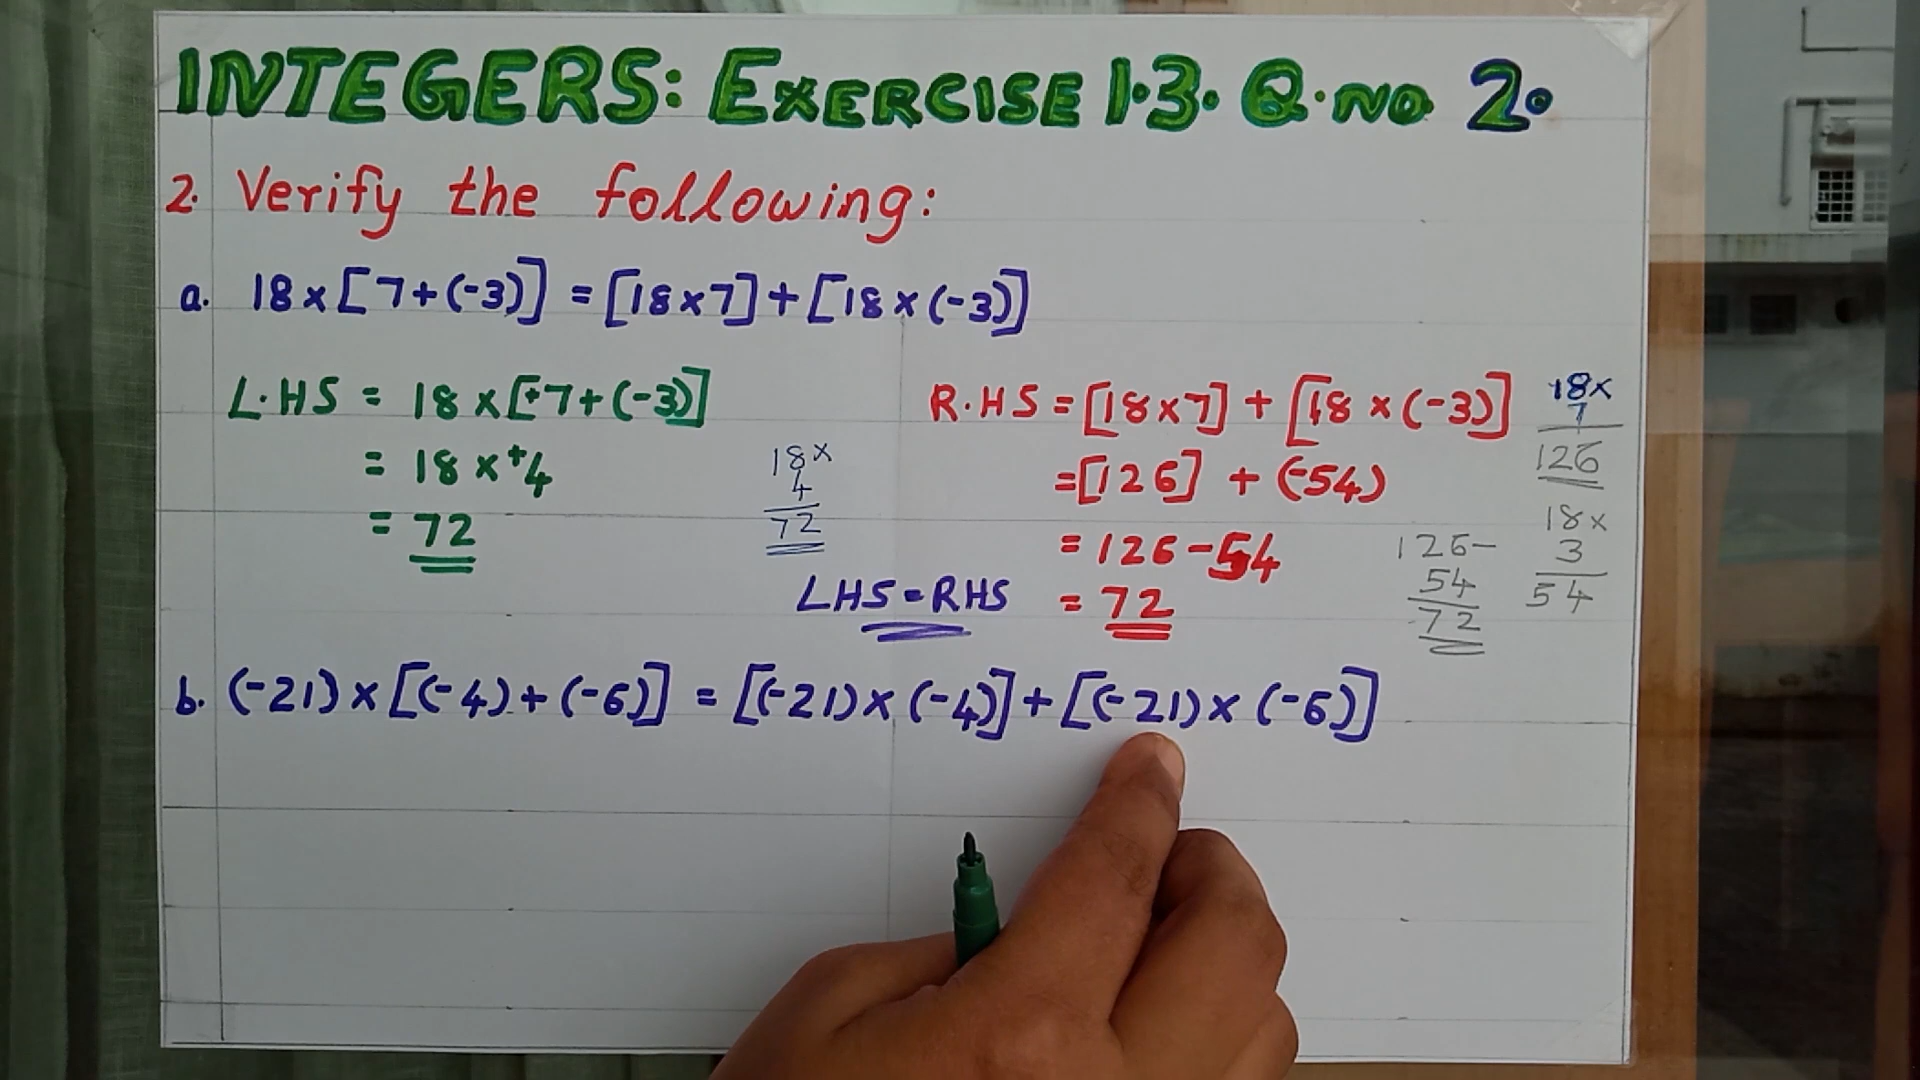 INTEGERS: EXERCISE 1.3. Q.no 2.
2. Verify the following:
a. 18×[7+(-3)] = [18×7]+[18×(-3)]
L.HS = 18×[+7+(-3)]
= 18×+4
= 72
18×
4
72
R.HS = [18×7] + [18×(-3)]
=[126] + (-54)
= 126-54
= 72
18×
7
126
18×
3
54
126-
54
72
LHS=RHS
b. (-21)×[(-4)+(-6)] = [(-21)×(-4)]+[(-21)×(-6)]